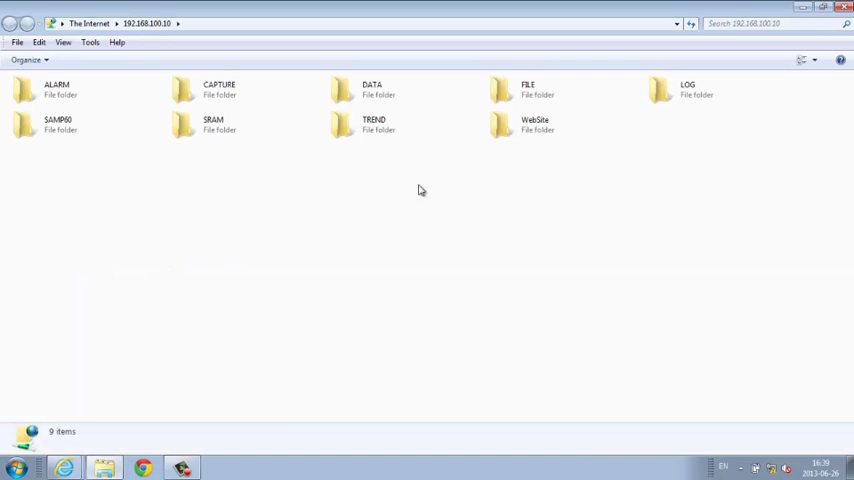 The Internet 192.168.100.10
Search 192.168.100.10
File Edit View Tools Help
Organize
ALARM
File folder
CAPTURE
File folder
DATA
File folder
FILE
File folder
LOG
File folder
SAMP60
File folder
SRAM
File folder
TREND
File folder
WebSite
File folder
9 items
EN
16:39
2013-06-26